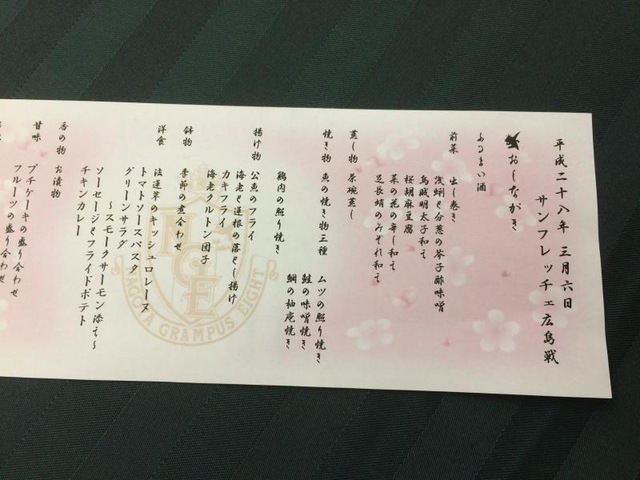 平成二十八年 三月六日
サンフレッチェ広島戦
おしながき
ふるまい酒
前菜 出し巻き
浅蜊と分葱の芥子酢味噌
烏賊明太子和え
桜胡麻豆腐
菜の花の辛し和え
足長蛸のみぞれ和え
蒸し物 茶碗蒸し
焼き物 魚の焼き物三種
ムツの照り焼き
鮭の味噌焼き
鯛の柚庵焼き
鶏肉の照り焼き
揚げ物 公魚のフライ
海老と蓮根の落とし揚げ
カキフライ
海老クルトン団子
鉢物 季節の煮合わせ
洋食 法蓮草のキッシュロレーヌ
トマトソースパスタ
グリーンサラダ
～スモークサーモン添え～
ソーセージとフライドポテト
チキンカレー
香の物 お漬物
甘味 プチケーキの盛り合わせ
フルーツの盛り合わせ
NAGOYA GRAMPUS EIGHT